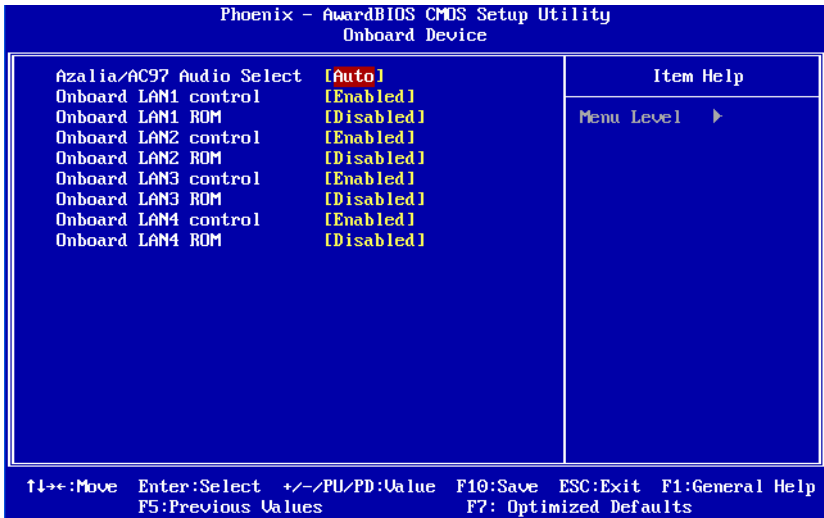 Phoenix - AwardBIOS CMOS Setup Utility
Onboard Device
Azalia/AC97 Audio Select [Auto]
Onboard LAN1 control [Enabled]
Onboard LAN1 ROM [Disabled]
Onboard LAN2 control [Enabled]
Onboard LAN2 ROM [Disabled]
Onboard LAN3 control [Enabled]
Onboard LAN3 ROM [Disabled]
Onboard LAN4 control [Enabled]
Onboard LAN4 ROM [Disabled]
Item Help
Menu Level ▶
↑↓→←:Move Enter:Select +/-/PU/PD:Value F10:Save ESC:Exit F1:General Help
F5:Previous Values F7: Optimized Defaults